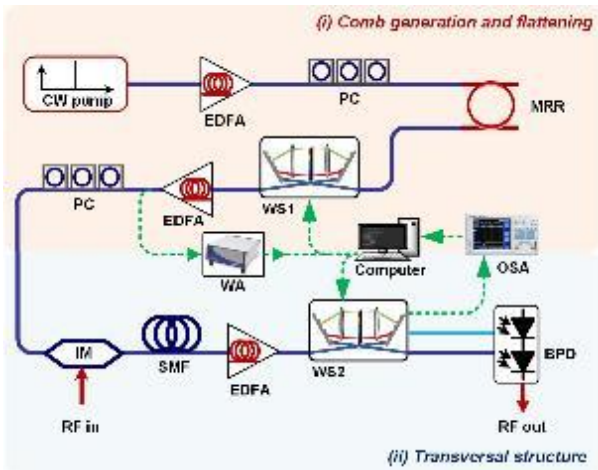 (i) Comb generation and flattening
CW pump
EDFA
PC
MRR
PC
EDFA
WS1
WA
Computer
OSA
IM
SMF
EDFA
WS2
BPD
RF in
RF out
(ii) Transversal structure